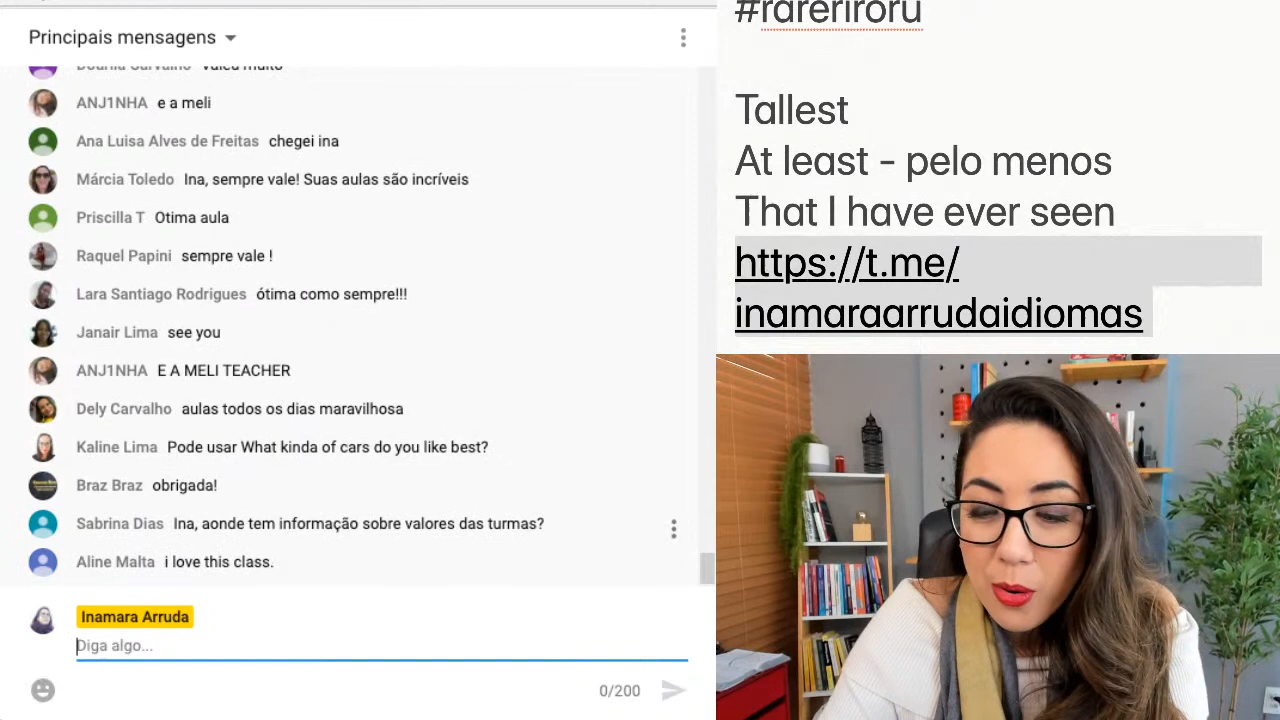 Principais mensagens
Valeu muito
ANJ1NHA e a meli
Ana Luisa Alves de Freitas chegei ina
Márcia Toledo Ina, sempre vale! Suas aulas são incríveis
Priscilla T Otima aula
Raquel Papini sempre vale !
Lara Santiago Rodrigues ótima como sempre!!!
Janair Lima see you
ANJ1NHA E A MELI TEACHER
Dely Carvalho aulas todos os dias maravilhosa
Kaline Lima Pode usar What kinda of cars do you like best?
Braz Braz obrigada!
Sabrina Dias Ina, aonde tem informação sobre valores das turmas?
Aline Malta i love this class.
Inamara Arruda
Diga algo...
0/200
#rareriroru
Tallest
At least - pelo menos
That I have ever seen
https://t.me/
inamaraarrudaidiomas